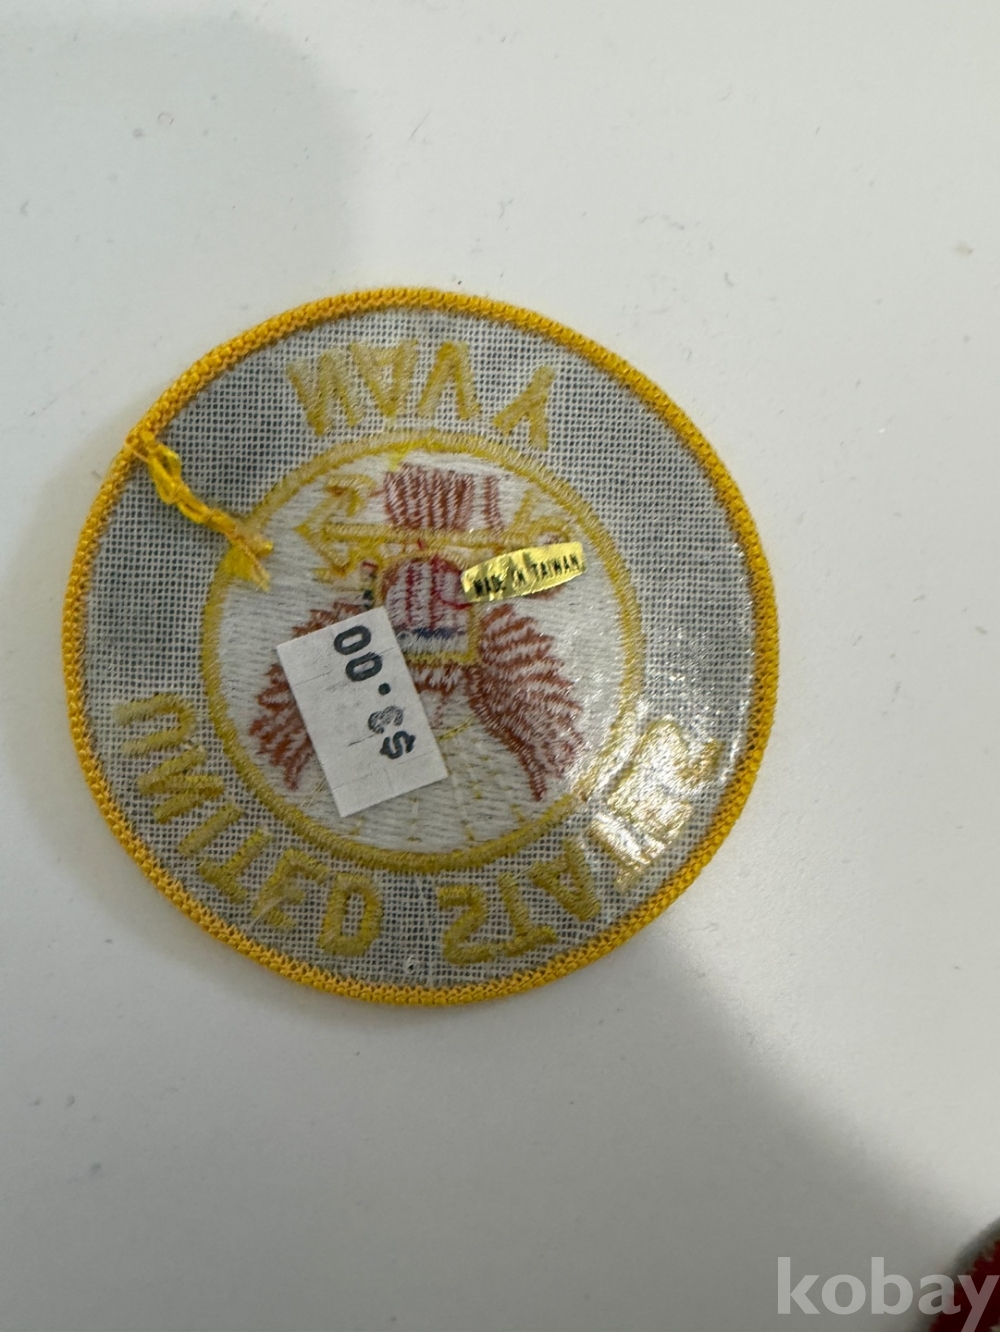 UNITED STATES
NAVY
MADE IN TAIWAN
$3.00
kobay